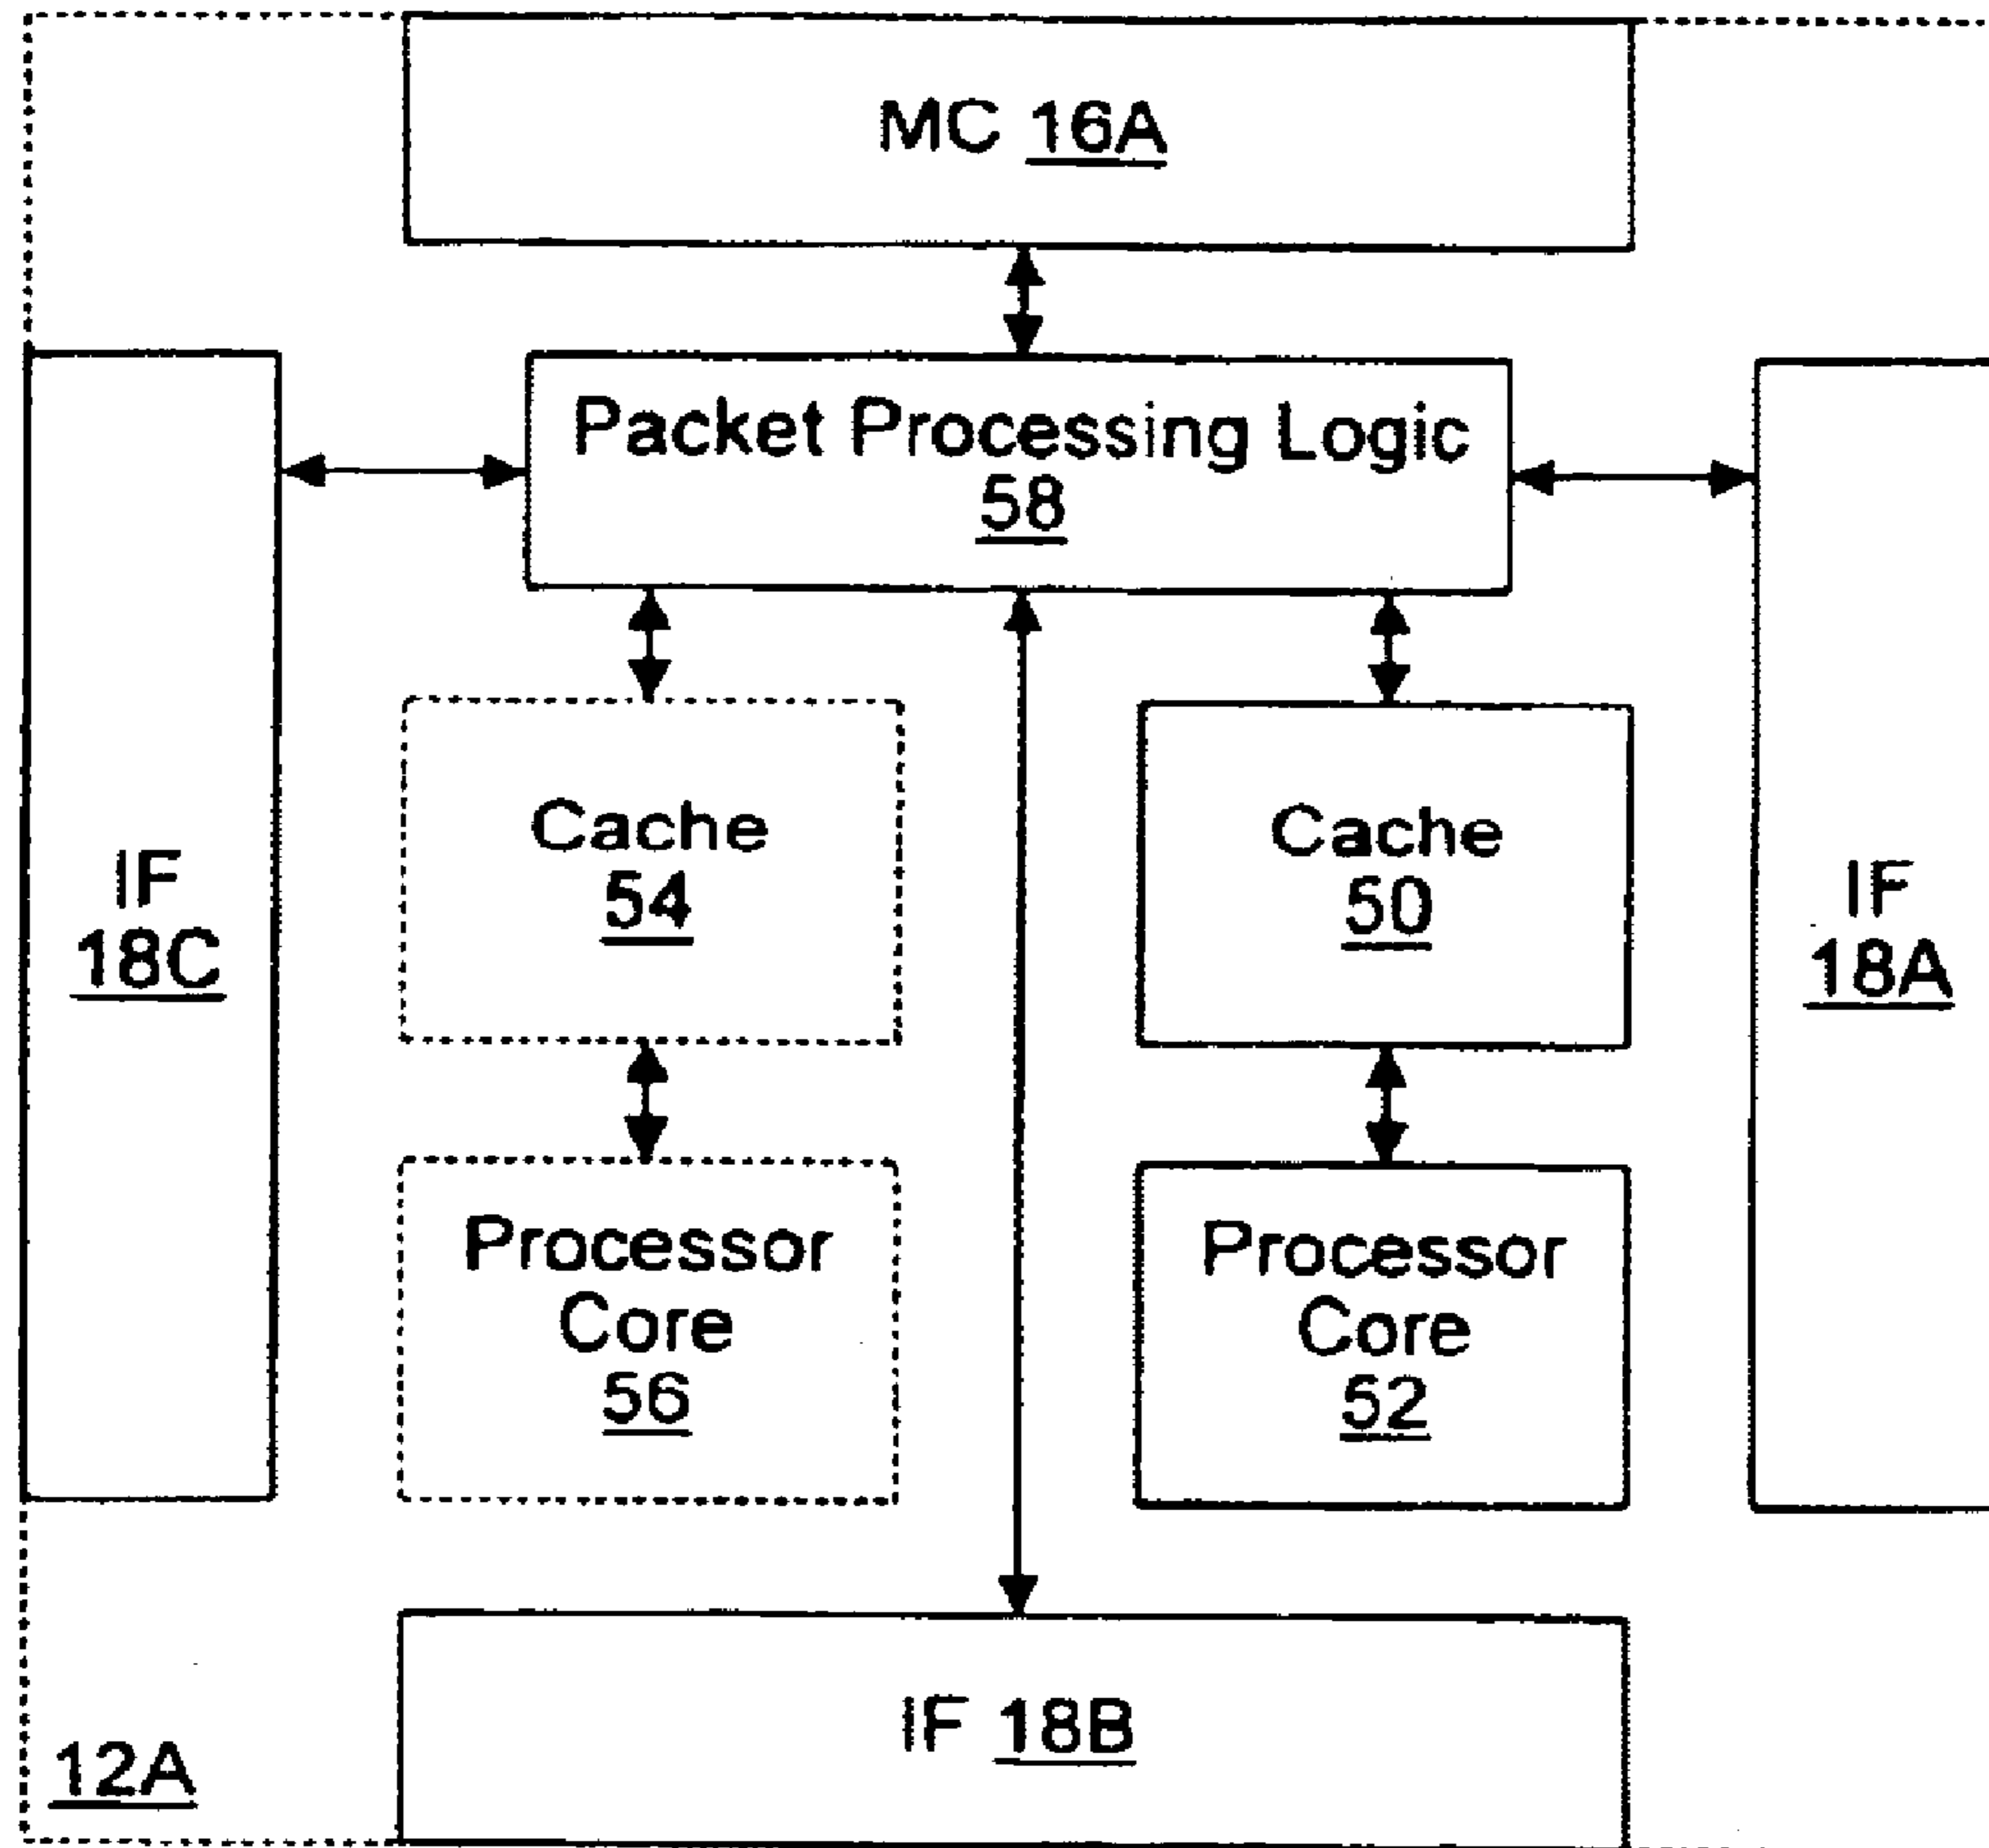 MC 16A
Packet Processing Logic
58
IF
18C
Cache
54
Cache
50
IF
18A
Processor
Core
56
Processor
Core
52
IF 18B
12A